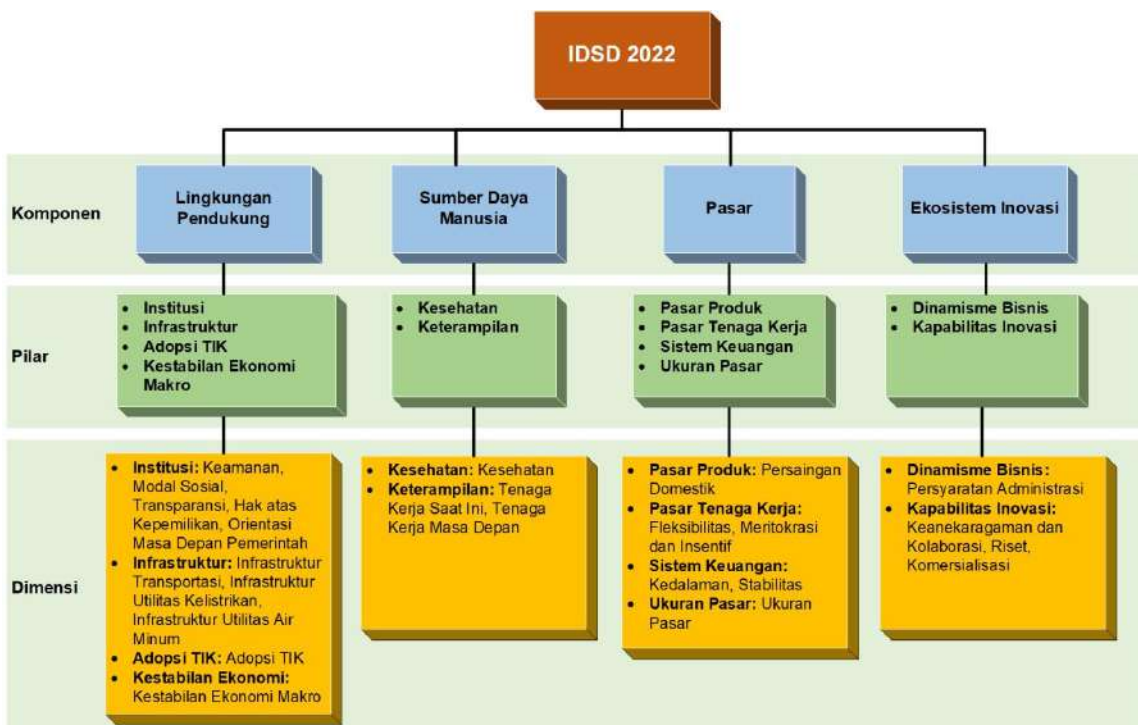 IDSD 2022
Komponen
Lingkungan
Pendukung
Sumber Daya
Manusia
Pasar
Ekosistem Inovasi
Pilar
• Institusi
• Infrastruktur
• Adopsi TIK
• Kestabilan Ekonomi
Makro
• Kesehatan
• Keterampilan
• Pasar Produk
• Pasar Tenaga Kerja
• Sistem Keuangan
• Ukuran Pasar
• Dinamisme Bisnis
• Kapabilitas Inovasi
Dimensi
• Institusi: Keamanan,
Modal Sosial,
Transparansi, Hak atas
Kepemilikan, Orientasi
Masa Depan Pemerintah
• Infrastruktur: Infrastruktur
Transportasi, Infrastruktur
Utilitas Kelistrikan,
Infrastruktur Utilitas Air
Minum
• Adopsi TIK: Adopsi TIK
• Kestabilan Ekonomi:
Kestabilan Ekonomi Makro
• Kesehatan: Kesehatan
• Keterampilan: Tenaga
Kerja Saat Ini, Tenaga
Kerja Masa Depan
• Pasar Produk: Persaingan
Domestik
• Pasar Tenaga Kerja:
Fleksibilitas, Meritokrasi
dan Insentif
• Sistem Keuangan:
Kedalaman, Stabilitas
• Ukuran Pasar: Ukuran
Pasar
• Dinamisme Bisnis:
Persyaratan Administrasi
• Kapabilitas Inovasi:
Keanekaragaman dan
Kolaborasi, Riset,
Komersialisasi